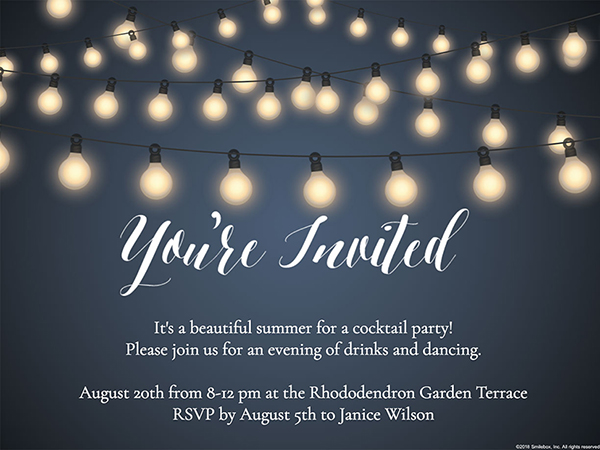 You're Invited
It's a beautiful summer for a cocktail party!
Please join us for an evening of drinks and dancing.
August 20th from 8-12 pm at the Rhododendron Garden Terrace
RSVP by August 5th to Janice Wilson
©2018 Smilebox, Inc. All rights reserved